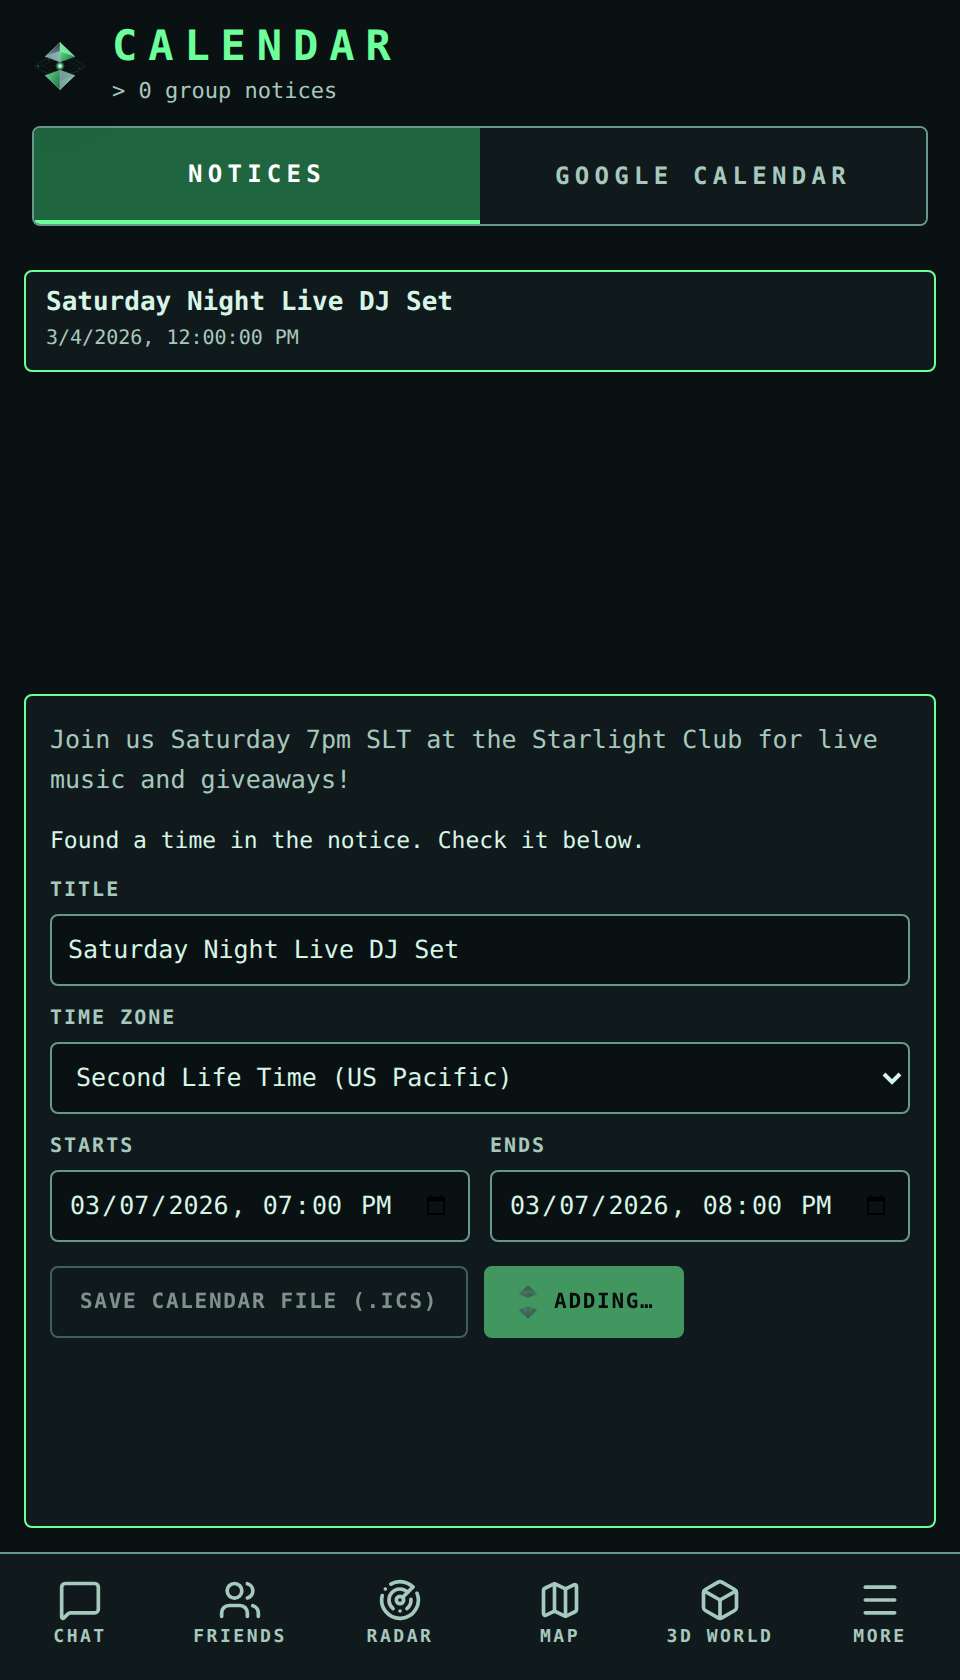 CALENDAR
> 0 group notices
NOTICES
GOOGLE CALENDAR
Saturday Night Live DJ Set
3/4/2026, 12:00:00 PM
Join us Saturday 7pm SLT at the Starlight Club for live
music and giveaways!
Found a time in the notice. Check it below.
TITLE
Saturday Night Live DJ Set
TIME ZONE
Second Life Time (US Pacific)
STARTS
ENDS
03/07/2026, 07:00 PM
03/07/2026, 08:00 PM
SAVE CALENDAR FILE (.ICS)
ADDING…
CHAT
FRIENDS
RADAR
MAP
3D WORLD
MORE